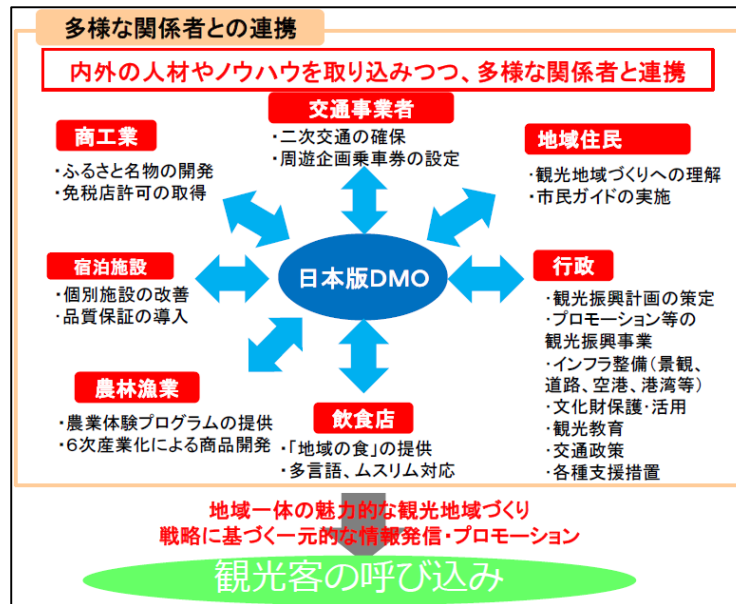 多様な関係者との連携
内外の人材やノウハウを取り込みつつ、多様な関係者と連携
交通事業者
・二次交通の確保
・周遊企画乗車券の設定
商工業
・ふるさと名物の開発
・免税店許可の取得
地域住民
・観光地域づくりへの理解
・市民ガイドの実施
宿泊施設
・個別施設の改善
・品質保証の導入
日本版DMO
行政
・観光振興計画の策定
・プロモーション等の
観光振興事業
・インフラ整備(景観、
道路、空港、港湾等)
・文化財保護・活用
・観光教育
・交通政策
・各種支援措置
農林漁業
・農業体験プログラムの提供
・6次産業化による商品開発
飲食店
・「地域の食」の提供
・多言語、ムスリム対応
地域一体の魅力的な観光地域づくり
戦略に基づく一元的な情報発信・プロモーション
観光客の呼び込み